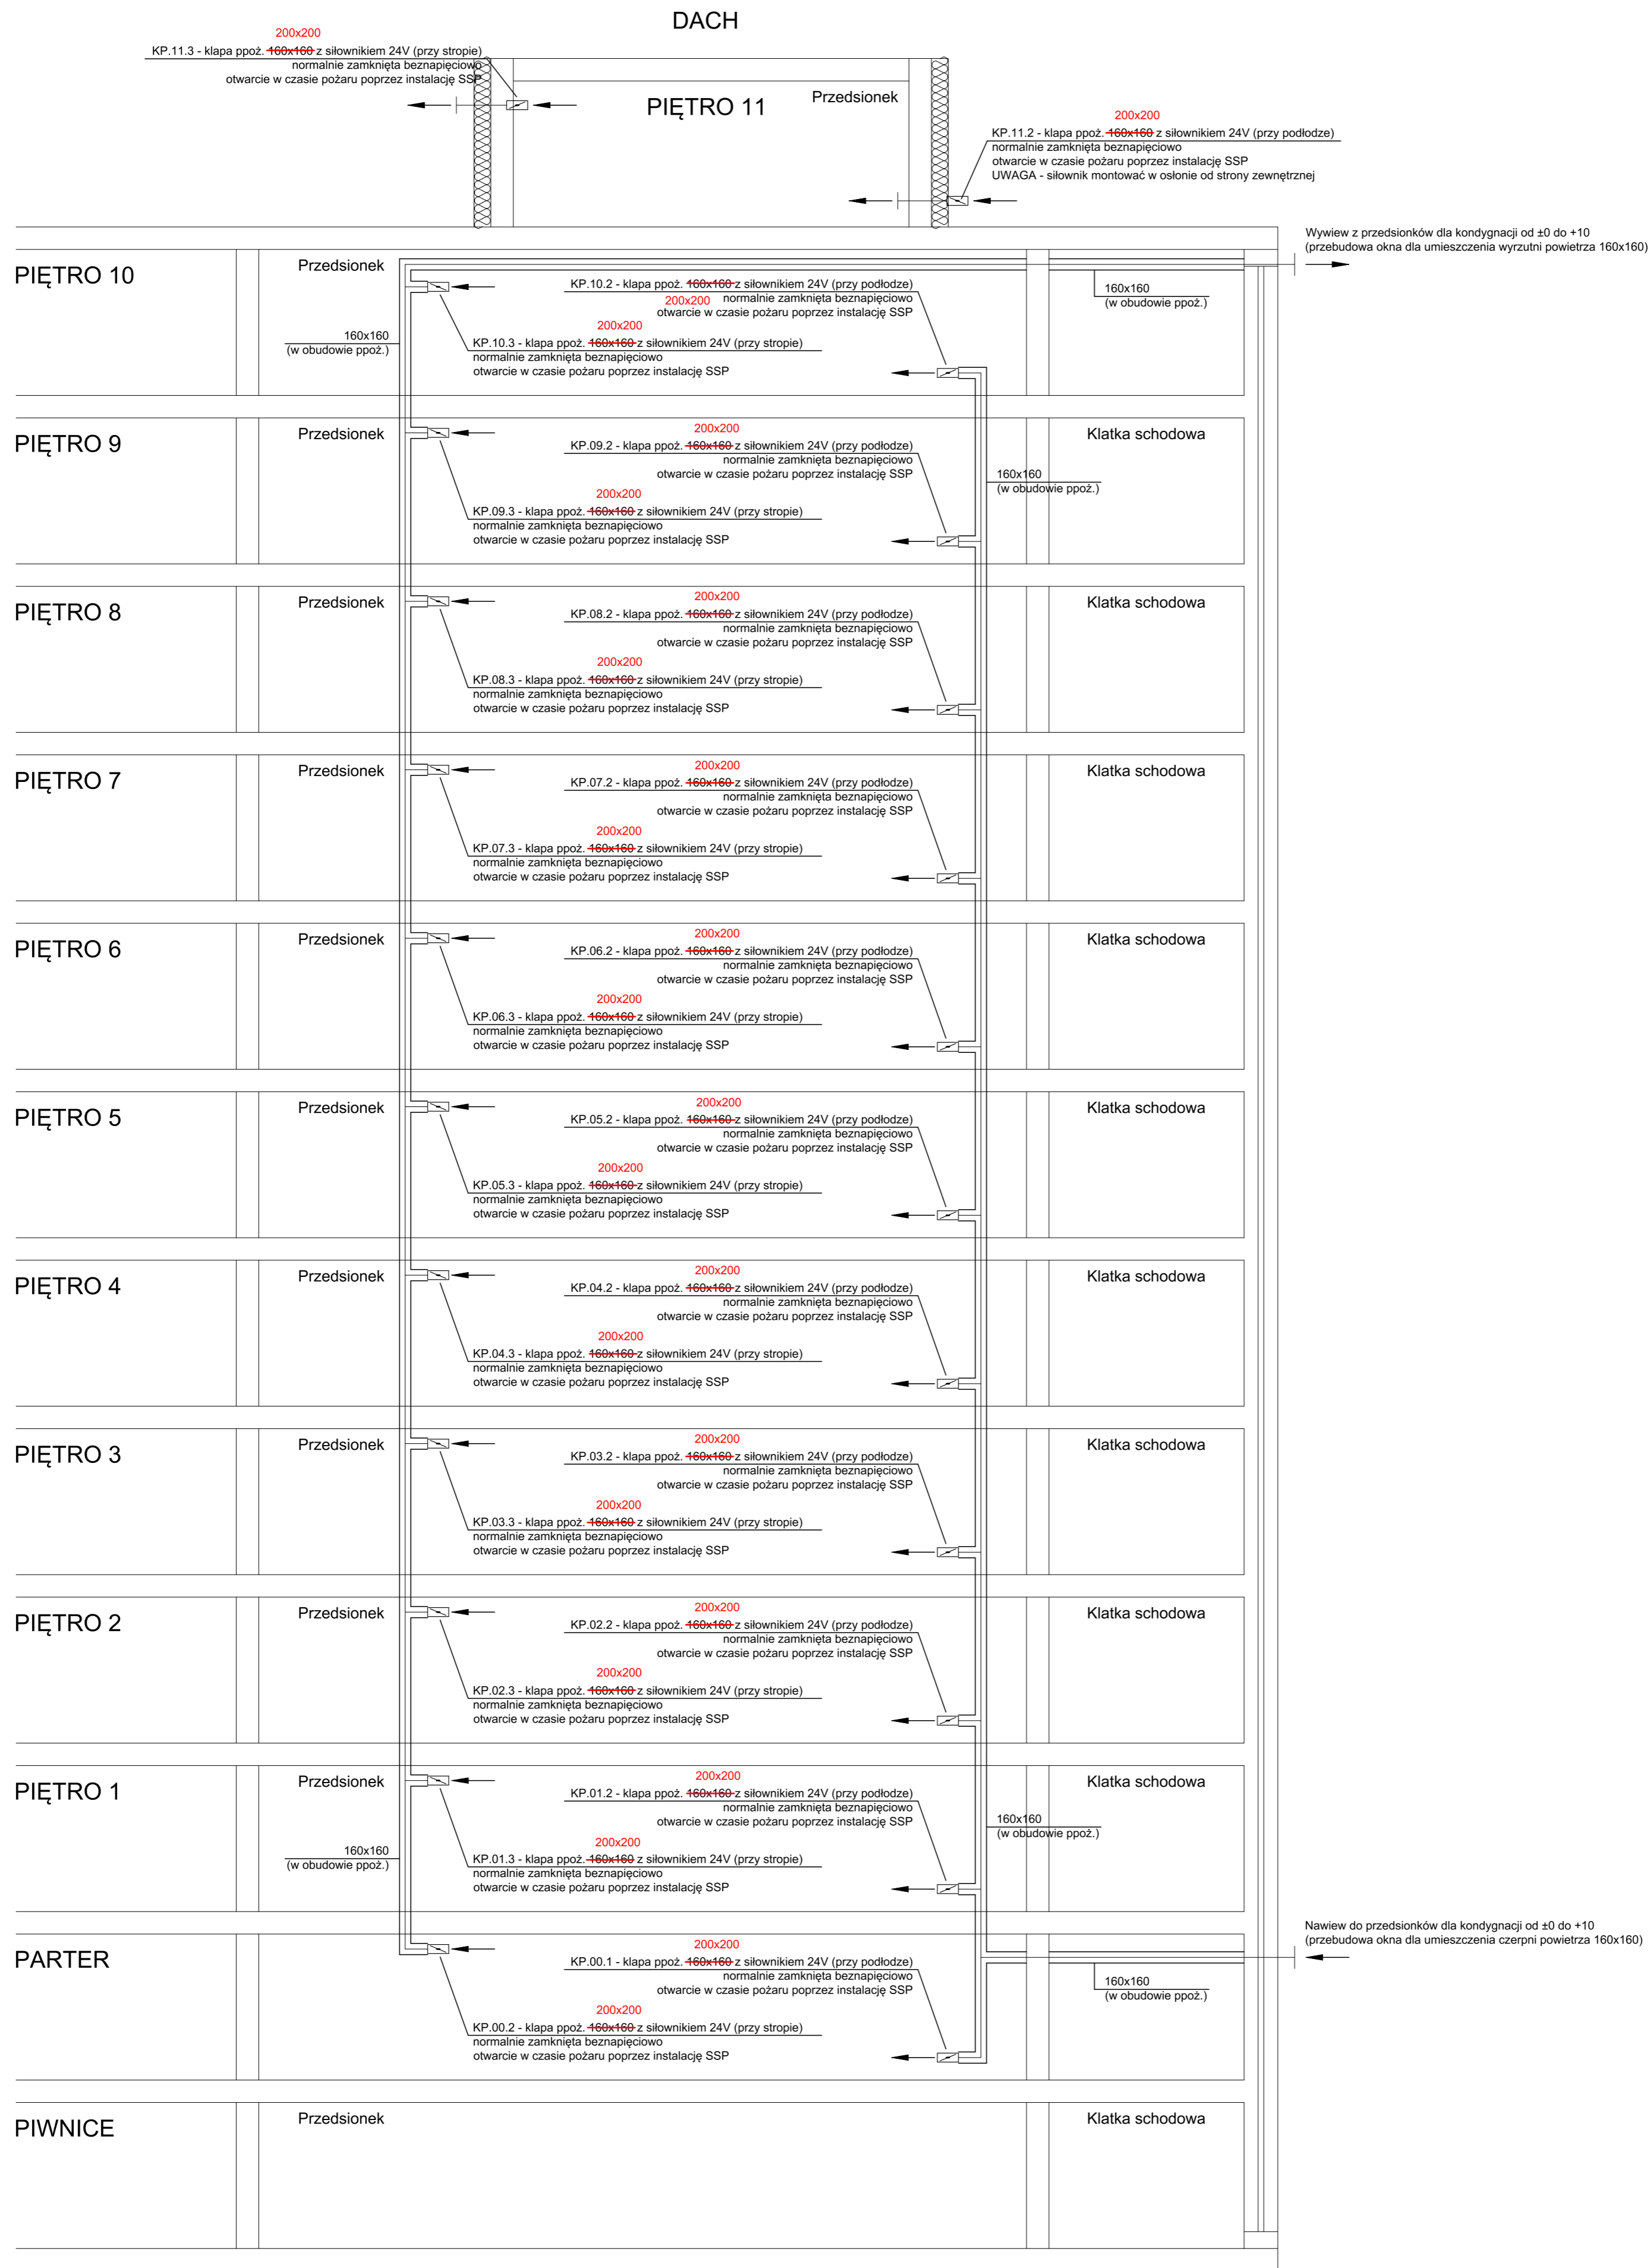 DACH
200x200
KP.11.3 - klapa ppoż. 160x160 z siłownikiem 24V (przy stropie)
normalnie zamknięta beznapięciowo
otwarcie w czasie pożaru poprzez instalację SSP
PIĘTRO 11
Przedsionek
200x200
KP.11.2 - klapa ppoż. 160x160 z siłownikiem 24V (przy podłodze)
normalnie zamknięta beznapięciowo
otwarcie w czasie pożaru poprzez instalację SSP
UWAGA - siłownik montować w osłonie od strony zewnętrznej
Wywiew z przedsionków dla kondygnacji od ±0 do +10
(przebudowa okna dla umieszczenia wyrzutni powietrza 160x160)
PIĘTRO 10
Przedsionek
KP.10.2 - klapa ppoż. 160x160 z siłownikiem 24V (przy podłodze)
200x200
normalnie zamknięta beznapięciowo
otwarcie w czasie pożaru poprzez instalację SSP
160x160
(w obudowie ppoż.)
200x200
KP.10.3 - klapa ppoż. 160x160 z siłownikiem 24V (przy stropie)
normalnie zamknięta beznapięciowo
otwarcie w czasie pożaru poprzez instalację SSP
160x160
(w obudowie ppoż.)
PIĘTRO 9
Przedsionek
200x200
KP.09.2 - klapa ppoż. 160x160 z siłownikiem 24V (przy podłodze)
normalnie zamknięta beznapięciowo
otwarcie w czasie pożaru poprzez instalację SSP
Klatka schodowa
160x160
(w obudowie ppoż.)
200x200
KP.09.3 - klapa ppoż. 160x160 z siłownikiem 24V (przy stropie)
normalnie zamknięta beznapięciowo
otwarcie w czasie pożaru poprzez instalację SSP
PIĘTRO 8
Przedsionek
200x200
KP.08.2 - klapa ppoż. 160x160 z siłownikiem 24V (przy podłodze)
normalnie zamknięta beznapięciowo
otwarcie w czasie pożaru poprzez instalację SSP
Klatka schodowa
200x200
KP.08.3 - klapa ppoż. 160x160 z siłownikiem 24V (przy stropie)
normalnie zamknięta beznapięciowo
otwarcie w czasie pożaru poprzez instalację SSP
PIĘTRO 7
Przedsionek
200x200
KP.07.2 - klapa ppoż. 160x160 z siłownikiem 24V (przy podłodze)
normalnie zamknięta beznapięciowo
otwarcie w czasie pożaru poprzez instalację SSP
Klatka schodowa
200x200
KP.07.3 - klapa ppoż. 160x160 z siłownikiem 24V (przy stropie)
normalnie zamknięta beznapięciowo
otwarcie w czasie pożaru poprzez instalację SSP
PIĘTRO 6
Przedsionek
200x200
KP.06.2 - klapa ppoż. 160x160 z siłownikiem 24V (przy podłodze)
normalnie zamknięta beznapięciowo
otwarcie w czasie pożaru poprzez instalację SSP
Klatka schodowa
200x200
KP.06.3 - klapa ppoż. 160x160 z siłownikiem 24V (przy stropie)
normalnie zamknięta beznapięciowo
otwarcie w czasie pożaru poprzez instalację SSP
PIĘTRO 5
Przedsionek
200x200
KP.05.2 - klapa ppoż. 160x160 z siłownikiem 24V (przy podłodze)
normalnie zamknięta beznapięciowo
otwarcie w czasie pożaru poprzez instalację SSP
Klatka schodowa
200x200
KP.05.3 - klapa ppoż. 160x160 z siłownikiem 24V (przy stropie)
normalnie zamknięta beznapięciowo
otwarcie w czasie pożaru poprzez instalację SSP
PIĘTRO 4
Przedsionek
200x200
KP.04.2 - klapa ppoż. 160x160 z siłownikiem 24V (przy podłodze)
normalnie zamknięta beznapięciowo
otwarcie w czasie pożaru poprzez instalację SSP
Klatka schodowa
200x200
KP.04.3 - klapa ppoż. 160x160 z siłownikiem 24V (przy stropie)
normalnie zamknięta beznapięciowo
otwarcie w czasie pożaru poprzez instalację SSP
PIĘTRO 3
Przedsionek
200x200
KP.03.2 - klapa ppoż. 160x160 z siłownikiem 24V (przy podłodze)
normalnie zamknięta beznapięciowo
otwarcie w czasie pożaru poprzez instalację SSP
Klatka schodowa
200x200
KP.03.3 - klapa ppoż. 160x160 z siłownikiem 24V (przy stropie)
normalnie zamknięta beznapięciowo
otwarcie w czasie pożaru poprzez instalację SSP
PIĘTRO 2
Przedsionek
200x200
KP.02.2 - klapa ppoż. 160x160 z siłownikiem 24V (przy podłodze)
normalnie zamknięta beznapięciowo
otwarcie w czasie pożaru poprzez instalację SSP
Klatka schodowa
200x200
KP.02.3 - klapa ppoż. 160x160 z siłownikiem 24V (przy stropie)
normalnie zamknięta beznapięciowo
otwarcie w czasie pożaru poprzez instalację SSP
PIĘTRO 1
Przedsionek
200x200
KP.01.2 - klapa ppoż. 160x160 z siłownikiem 24V (przy podłodze)
normalnie zamknięta beznapięciowo
otwarcie w czasie pożaru poprzez instalację SSP
Klatka schodowa
160x160
(w obudowie ppoż.)
160x160
(w obudowie ppoż.)
200x200
KP.01.3 - klapa ppoż. 160x160 z siłownikiem 24V (przy stropie)
normalnie zamknięta beznapięciowo
otwarcie w czasie pożaru poprzez instalację SSP
Nawiew do przedsionków dla kondygnacji od ±0 do +10
(przebudowa okna dla umieszczenia czerpni powietrza 160x160)
PARTER
200x200
KP.00.1 - klapa ppoż. 160x160 z siłownikiem 24V (przy podłodze)
normalnie zamknięta beznapięciowo
otwarcie w czasie pożaru poprzez instalację SSP
160x160
(w obudowie ppoż.)
200x200
KP.00.2 - klapa ppoż. 160x160 z siłownikiem 24V (przy stropie)
normalnie zamknięta beznapięciowo
otwarcie w czasie pożaru poprzez instalację SSP
PIWNICE
Przedsionek
Klatka schodowa